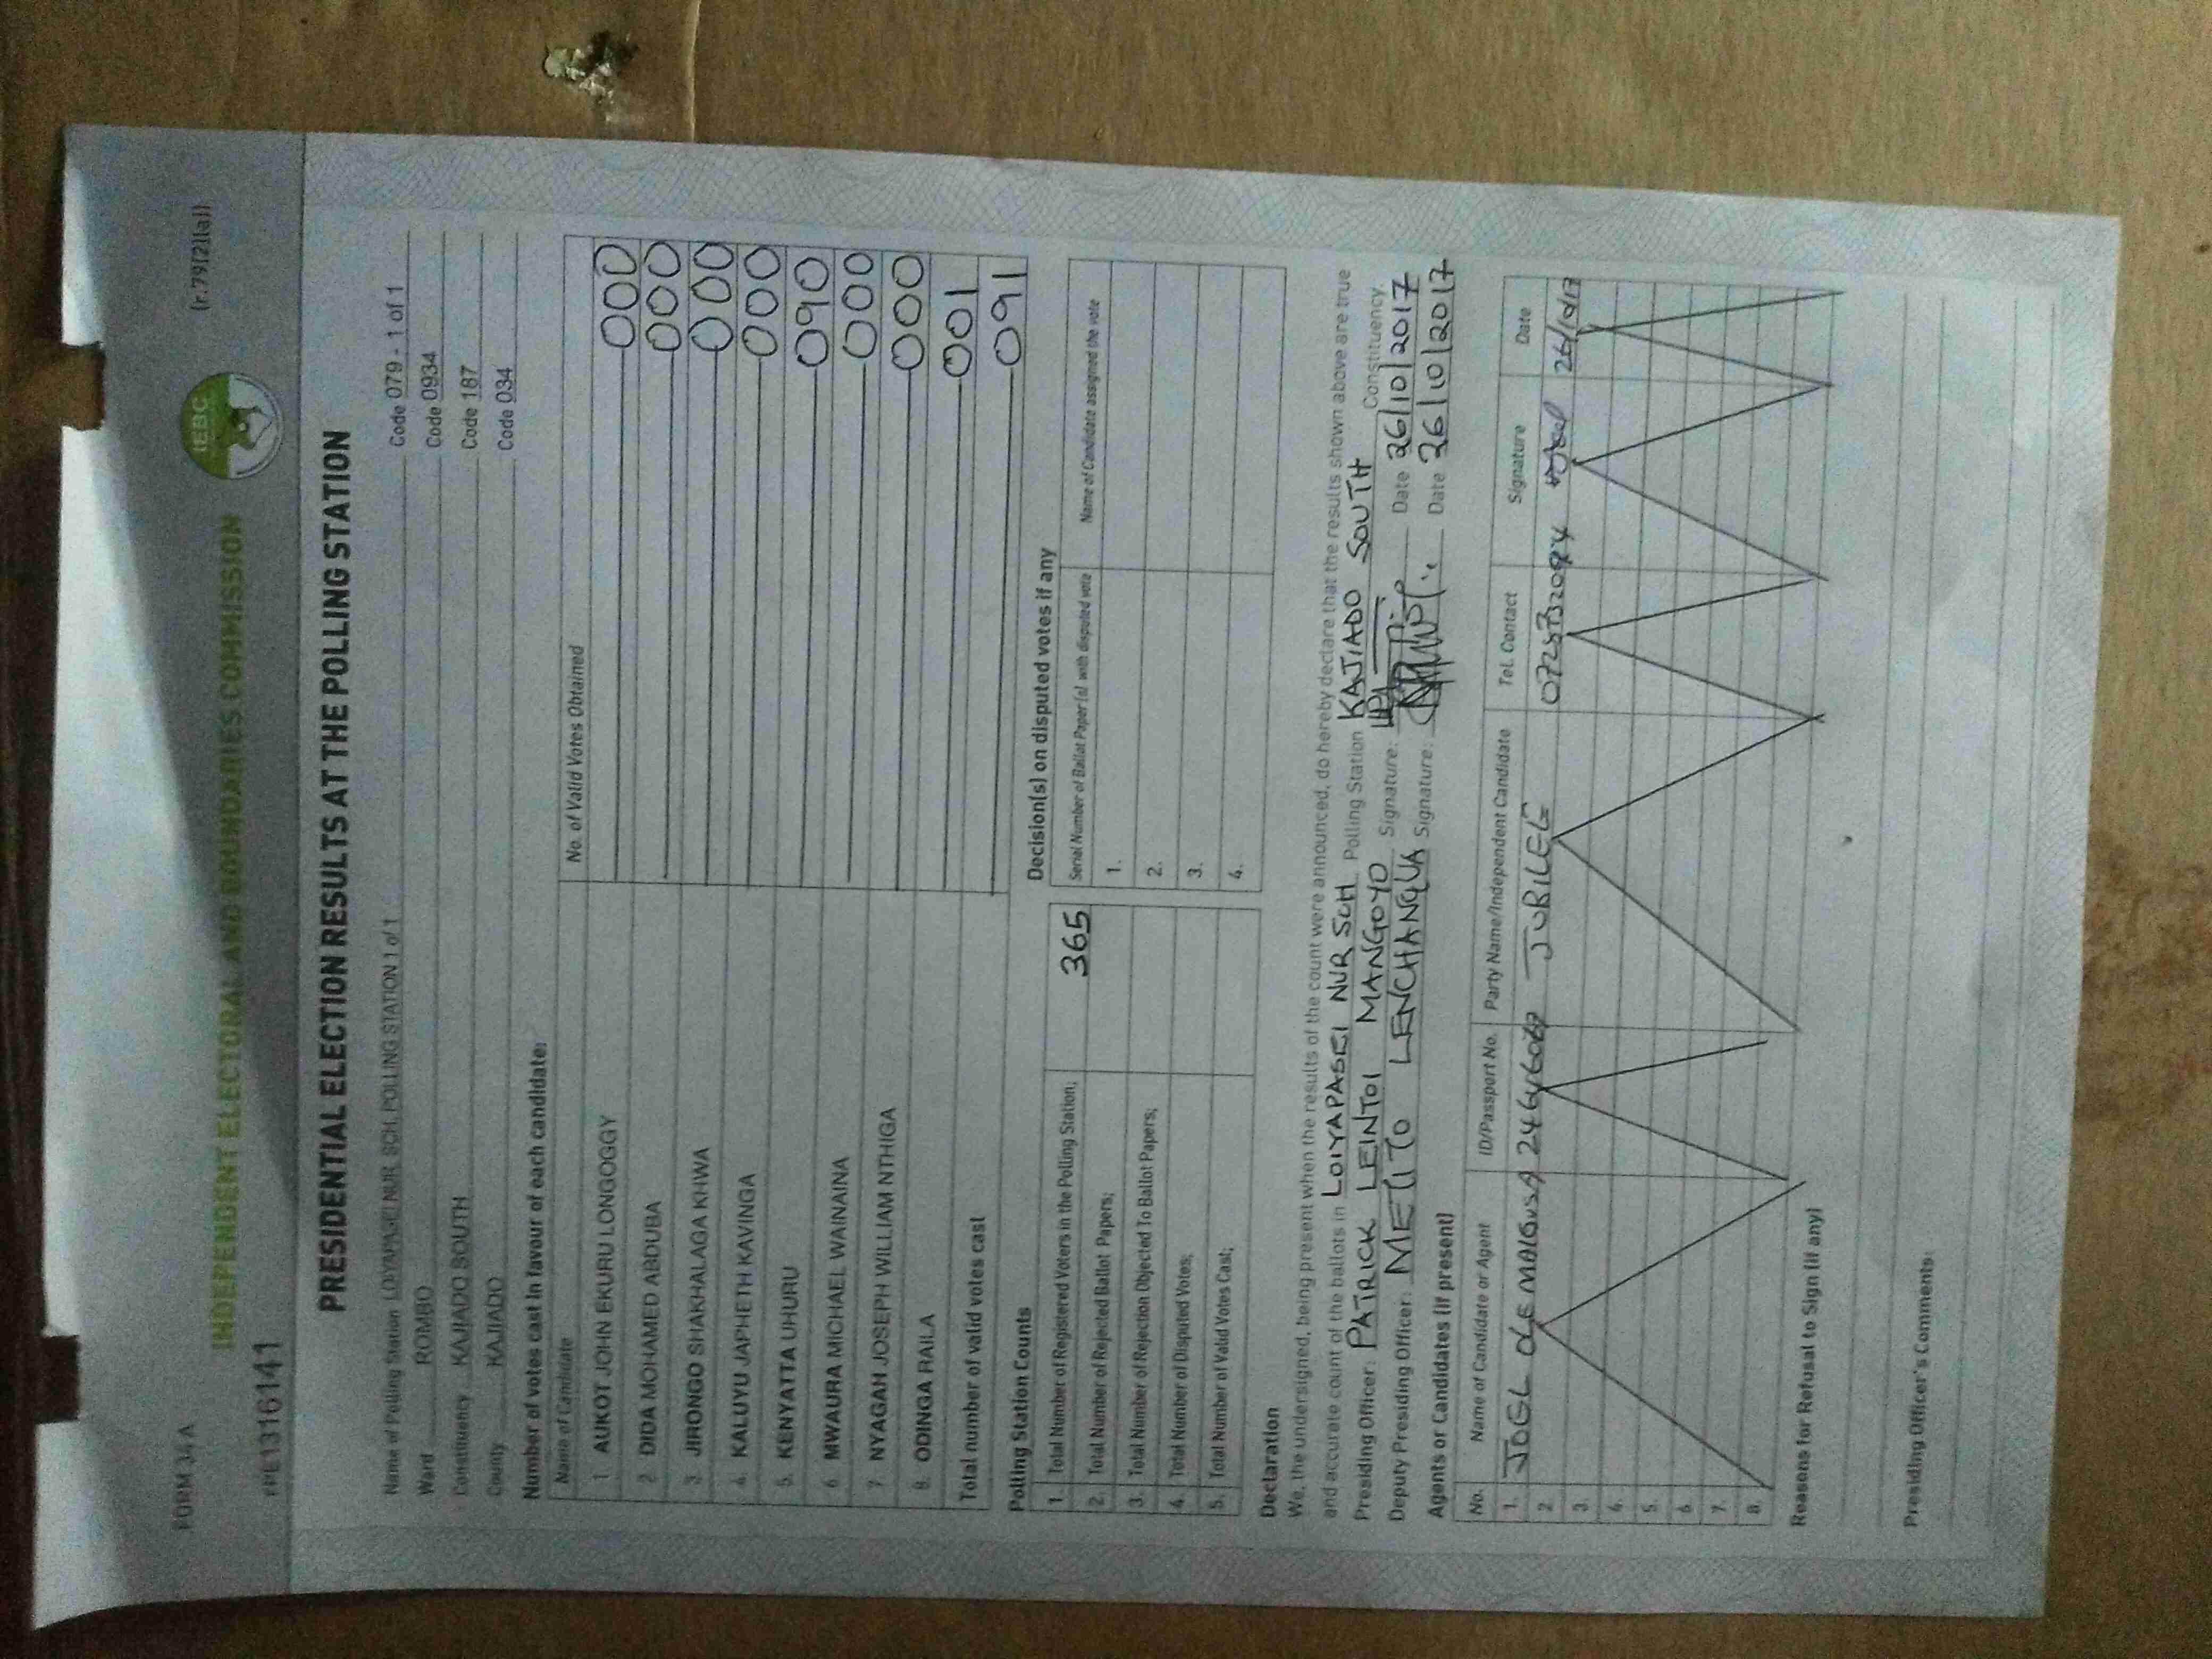 FORM 34 A
(r.79(2)(a))
IEBC
INDEPENDENT ELECTORAL AND BOUNDARIES COMMISSION
PRE1316141
PRESIDENTIAL ELECTION RESULTS AT THE POLLING STATION
Name of Polling Station LOIYAPASEI NUR. SCH. POLLING STATION 1 of 1 Code 079 - 1 of 1
Ward ROMBO Code 0934
Constituency KAJIADO SOUTH Code 187
County KAJIADO Code 034
Number of votes cast in favour of each candidate:
Name of Candidate No. of Valid Votes Obtained
1 AUKOT JOHN EKURU LONGOGGY 000
2 DIDA MOHAMED ABDUBA 000
3. JIRONGO SHAKHALAGA KHWA 000
4. KALUYU JAPHETH KAVINGA 000
5. KENYATTA UHURU 090
6 MWAURA MICHAEL WAINAINA 000
7. NYAGAH JOSEPH WILLIAM NTHIGA 000
8. ODINGA RAILA 001
Total number of valid votes cast 091
Polling Station Counts
1. Total Number of Registered Voters in the Polling Station; 365
2. Total Number of Rejected Ballot Papers;
3. Total Number of Rejection Objected To Ballot Papers;
4. Total Number of Disputed Votes;
5. Total Number of Valid Votes Cast;
Decision(s) on disputed votes if any
Serial Number of Ballot Paper(s) with disputed vote Name of Candidate assigned the vote
1.
2.
3.
4.
Declaration
We, the undersigned, being present when the results of the count were announced, do hereby declare that the results shown above are true
and accurate count of the ballots in LOIYAPASEI NUR SCH Polling Station KAJIADO SOUTH Constituency.
Presiding Officer: PATRICK LEINTOI MANGOYO Signature: Date 26/10/2017
Deputy Presiding Officer: Signature: Date 26/10/2017
Agents or Candidates (if present)
No. Name of Candidate or Agent ID/Passport No. Party Name/Independent Candidate Tel. Contact Signature Date
1. JUBILEE
2
3.
4.
5.
6
7.
8.
Reasons for Refusal to Sign (if any)
Presiding Officer's Comments: